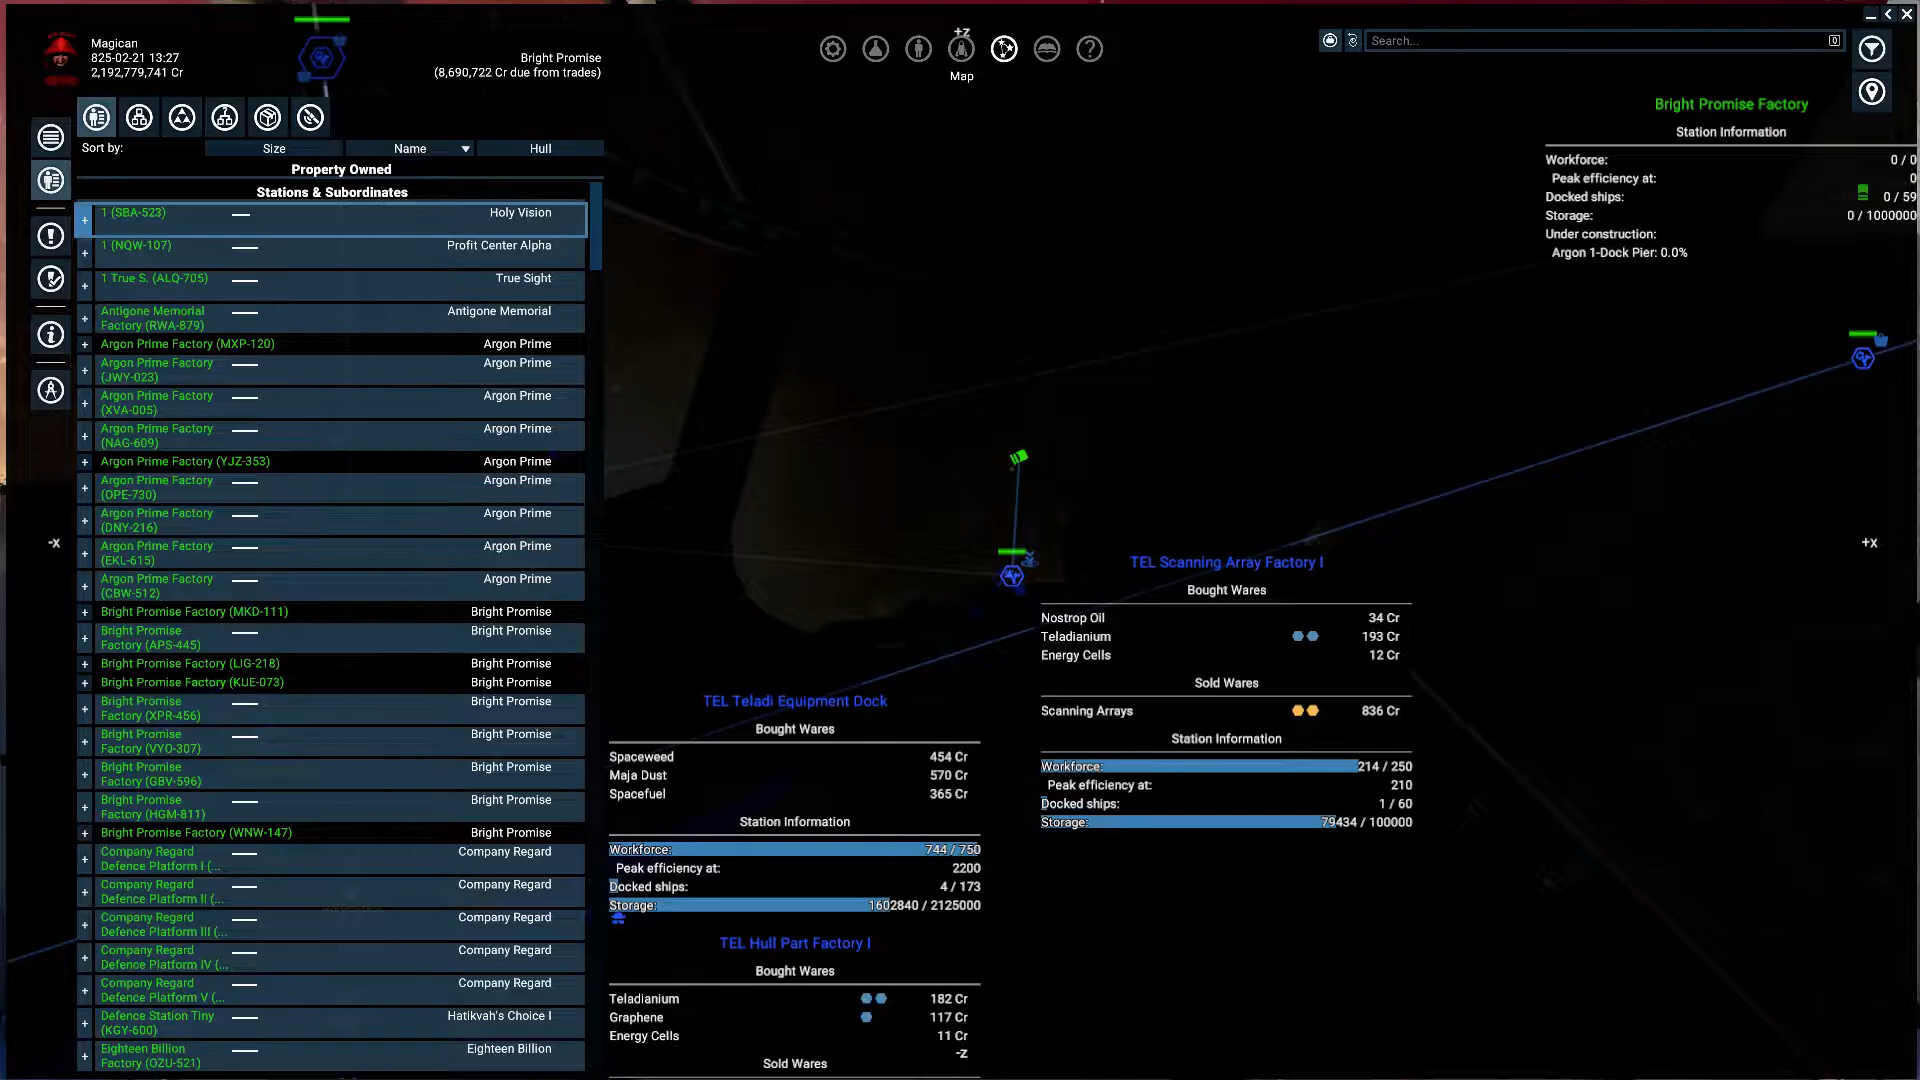 Magican
825-02-21 13:27
2,192,779,741 Cr
Bright Promise
(8,690,722 Cr due from trades)
+Z
Map
Search...
0
Sort by:
Size
Name
Hull
Property Owned
Stations & Subordinates
+ 1 (SBA-523) Holy Vision
+ 1 (NQW-107) Profit Center Alpha
+ 1 True S. (ALQ-705) True Sight
+ Antigone Memorial Antigone Memorial
Factory (RWA-879)
+ Argon Prime Factory (MXP-120) Argon Prime
+ Argon Prime Factory Argon Prime
(JWY-023)
+ Argon Prime Factory Argon Prime
(XVA-005)
+ Argon Prime Factory Argon Prime
(NAG-609)
+ Argon Prime Factory (YJZ-353) Argon Prime
+ Argon Prime Factory Argon Prime
(OPE-730)
+ Argon Prime Factory Argon Prime
(DNY-216)
+ Argon Prime Factory Argon Prime
(EKL-615)
+ Argon Prime Factory Argon Prime
(CBW-512)
+ Bright Promise Factory (MKD-111) Bright Promise
+ Bright Promise Bright Promise
Factory (APS-445)
+ Bright Promise Factory (LIG-218) Bright Promise
+ Bright Promise Factory (KUE-073) Bright Promise
+ Bright Promise Bright Promise
Factory (XPR-456)
+ Bright Promise Bright Promise
Factory (VYO-307)
+ Bright Promise Bright Promise
Factory (GBV-596)
+ Bright Promise Bright Promise
Factory (HGM-811)
+ Bright Promise Factory (WNW-147) Bright Promise
+ Company Regard Company Regard
Defence Platform I (...
+ Company Regard Company Regard
Defence Platform II (...
+ Company Regard Company Regard
Defence Platform III (...
+ Company Regard Company Regard
Defence Platform IV (...
+ Company Regard Company Regard
Defence Platform V (...
+ Defence Station Tiny Hatikvah's Choice I
(KGY-600)
+ Eighteen Billion Eighteen Billion
Factory (OZU-521)
-X
+X
TEL Teladi Equipment Dock
Bought Wares
Spaceweed 454 Cr
Maja Dust 570 Cr
Spacefuel 365 Cr
Station Information
Workforce: 744 / 750
Peak efficiency at: 2200
Docked ships: 4 / 173
Storage: 1602840 / 2125000
TEL Hull Part Factory I
Bought Wares
Teladianium 182 Cr
Graphene 117 Cr
Energy Cells 11 Cr
-Z
Sold Wares
TEL Scanning Array Factory I
Bought Wares
Nostrop Oil 34 Cr
Teladianium 193 Cr
Energy Cells 12 Cr
Sold Wares
Scanning Arrays 836 Cr
Station Information
Workforce: 214 / 250
Peak efficiency at: 210
Docked ships: 1 / 60
Storage: 79434 / 100000
Bright Promise Factory
Station Information
Workforce: 0 / 0
Peak efficiency at: 0
Docked ships: 0 / 59
Storage: 0 / 1000000
Under construction:
Argon 1-Dock Pier: 0.0%